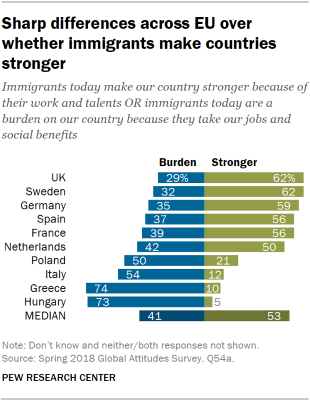 Sharp differences across EU over
whether immigrants make countries
stronger
Immigrants today make our country stronger because of
their work and talents OR immigrants today are a
burden on our country because they take our jobs and
social benefits
Burden Stronger
UK 29% 62%
Sweden 32 62
Germany 35 59
Spain 37 56
France 39 56
Netherlands 42 50
Poland 50 21
Italy 54 12
Greece 74 10
Hungary 73 5
MEDIAN 41 53
Note: Don't know and neither/both responses not shown.
Source: Spring 2018 Global Attitudes Survey, Q54a.
PEW RESEARCH CENTER